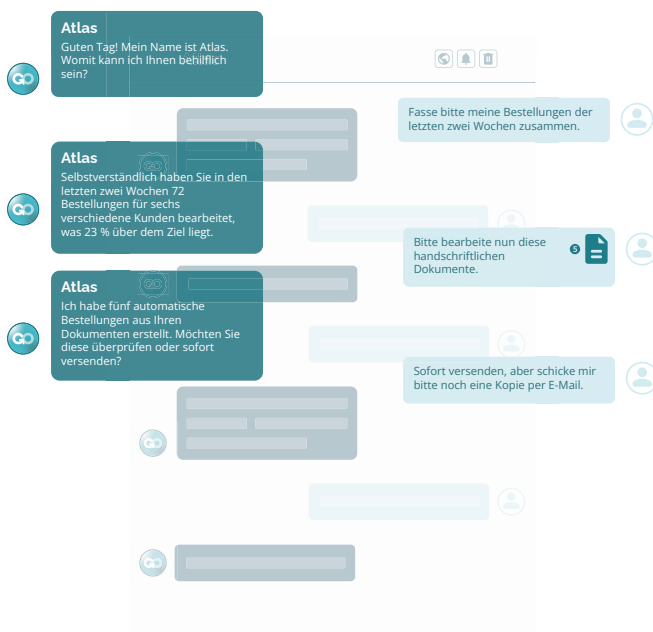 Atlas
Guten Tag! Mein Name ist Atlas.
Womit kann ich Ihnen behilflich
sein?
Fasse bitte meine Bestellungen der
letzten zwei Wochen zusammen.
Atlas
Selbstverständlich haben Sie in den
letzten zwei Wochen 72
Bestellungen für sechs
verschiedene Kunden bearbeitet,
was 23 % über dem Ziel liegt.
Bitte bearbeite nun diese
handschriftlichen
Dokumente.
5
Atlas
Ich habe fünf automatische
Bestellungen aus Ihren
Dokumenten erstellt. Möchten Sie
diese überprüfen oder sofort
versenden?
Sofort versenden, aber schicke mir
bitte noch eine Kopie per E-Mail.